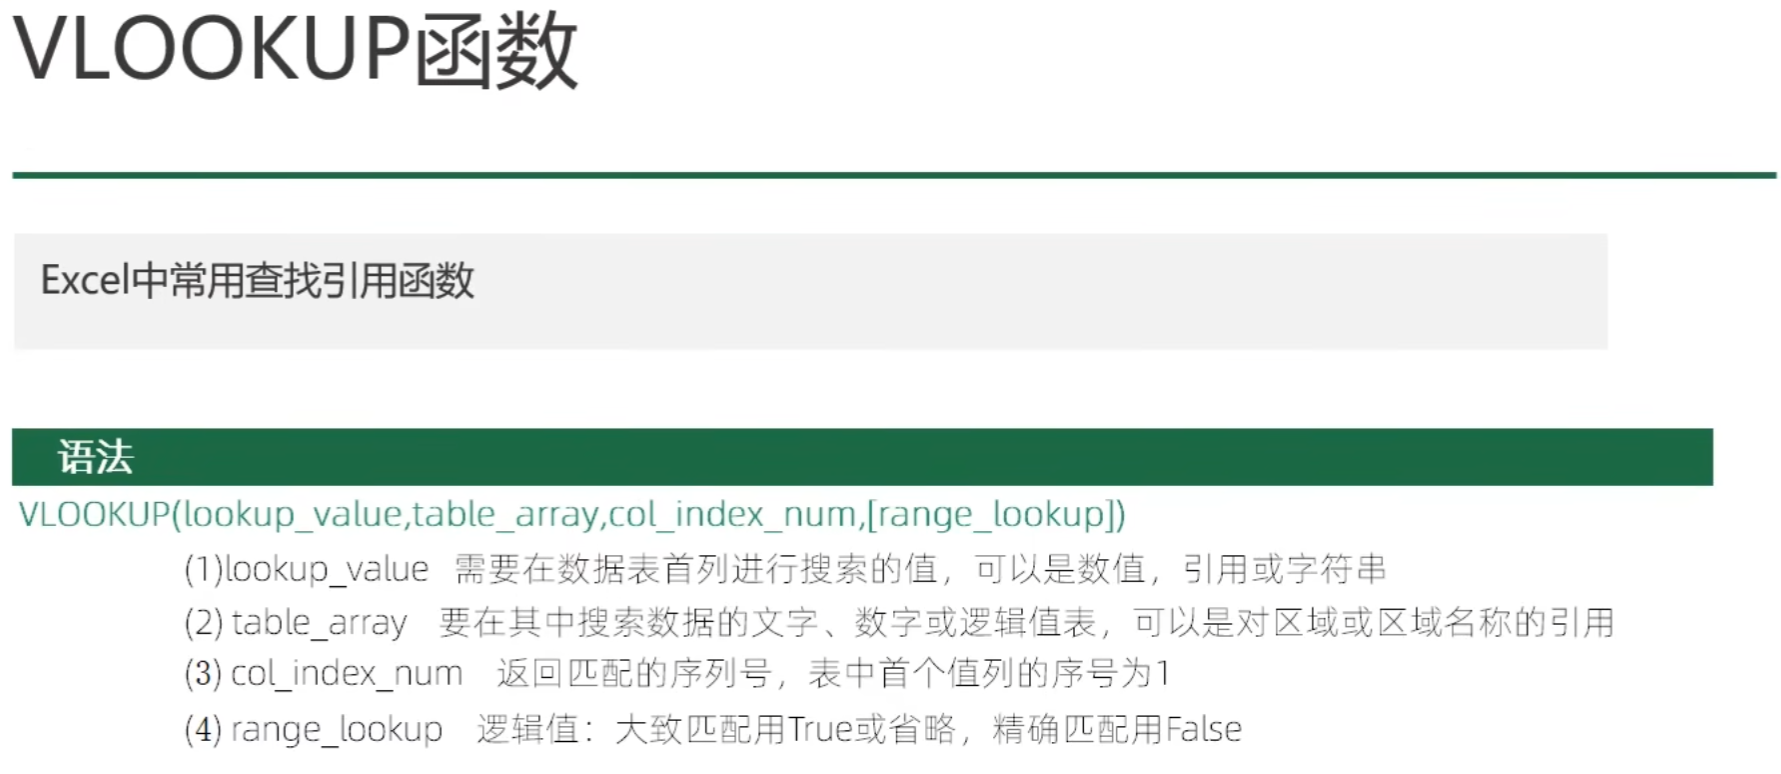 VLOOKUP函数
Excel中常用查找引用函数
语法
VLOOKUP(lookup_value,table_array,col_index_num,[range_lookup])
(1)lookup_value 需要在数据表首列进行搜索的值，可以是数值，引用或字符串
(2) table_array 要在其中搜索数据的文字、数字或逻辑值表，可以是对区域或区域名称的引用
(3) col_index_num 返回匹配的序列号，表中首个值列的序号为1
(4) range_lookup 逻辑值：大致匹配用True或省略，精确匹配用False